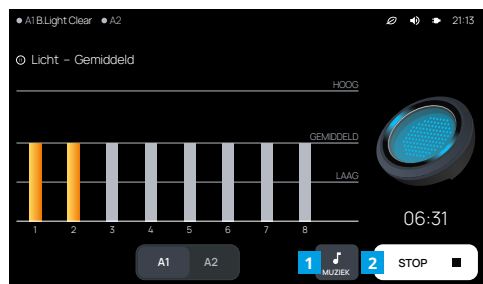 A1 B.Light Clear A2 21:13
Licht – Gemiddeld
HOOG
GEMIDDELD
LAAG
1 2 3 4 5 6 7 8
06:31
A1 A2 1 MUZIEK 2 STOP